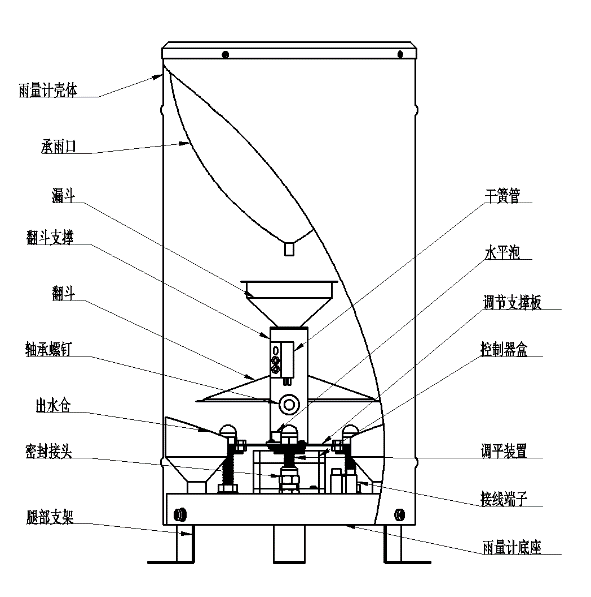 雨量计壳体
承雨口
漏斗
翻斗支撑
翻斗
轴承螺钉
出水仓
密封接头
腿部支架
干簧管
水平泡
调节支撑板
控制器盒
调平装置
接线端子
雨量计底座